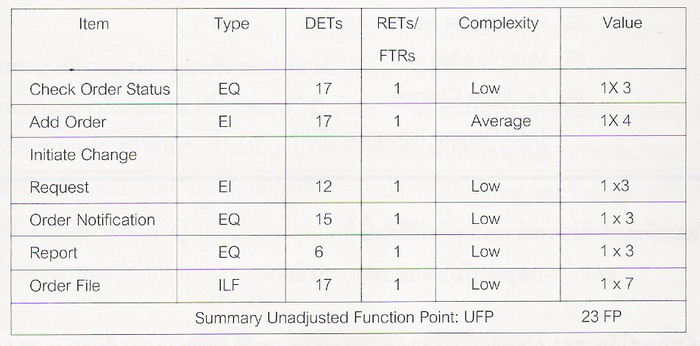 Item Type DETs RETs/ Complexity Value
FTRs
Check Order Status EQ 17 1 Low 1X 3
Add Order EI 17 1 Average 1X 4
Initiate Change
Request EI 12 1 Low 1 x3
Order Notification EQ 15 1 Low 1 x 3
Report EQ 6 1 Low 1 x 3
Order File ILF 17 1 Low 1 x 7
Summary Unadjusted Function Point: UFP 23 FP